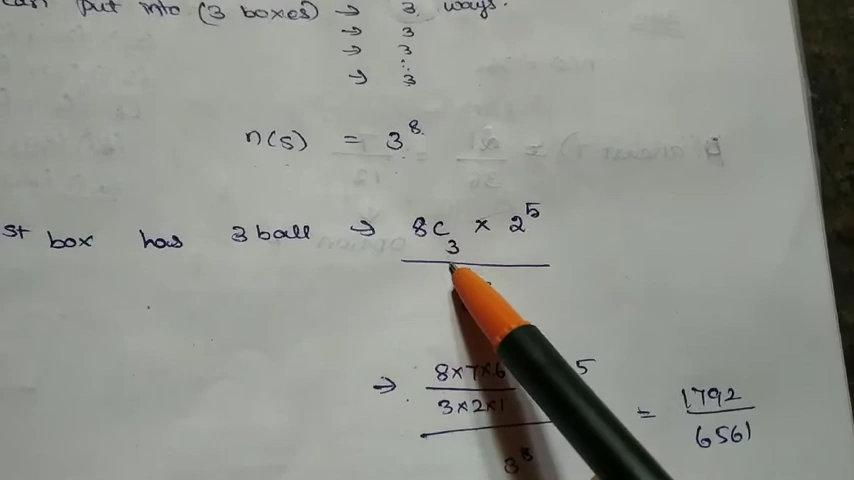 put into (3 boxes) → 3 ways.
→ 3
→ 3
:
→ 3
n(s) = 3^8
st box has 3 ball → 8C3 × 2^5
→ 8×7×6 5
3×2×1
3^8
= 1792
6561